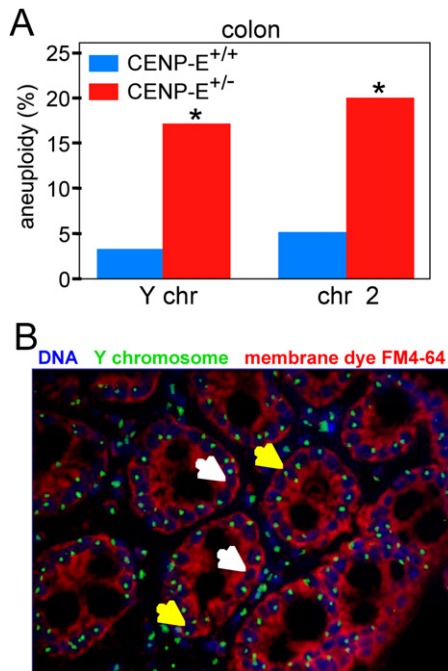 A
colon
CENP-E+/+
CENP-E+/-
aneuploidy (%)
25
20
15
10
5
0
*
*
Y chr
chr 2
B
DNA Y chromosome membrane dye FM4-64